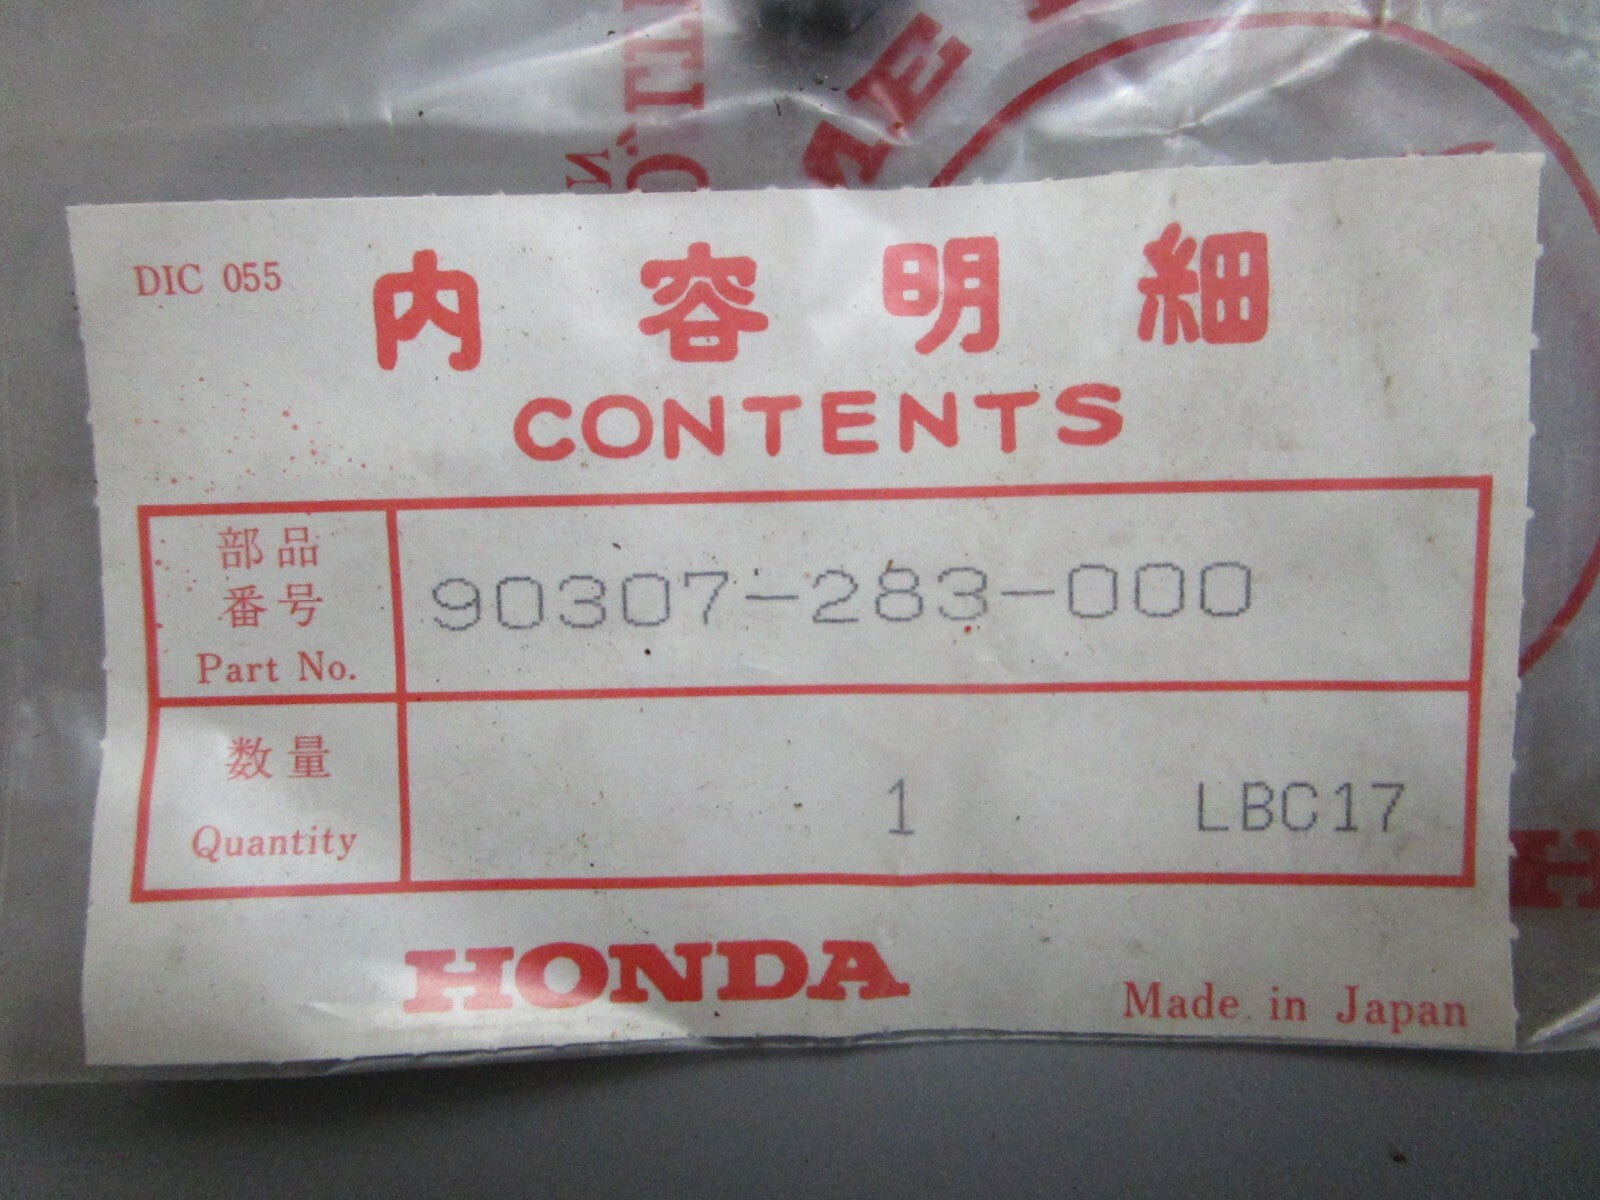 DIC 055
内容明細
CONTENTS
部品
番号
Part No.
90307-283-000
数量
Quantity
1 LBC17
HONDA
Made in Japan